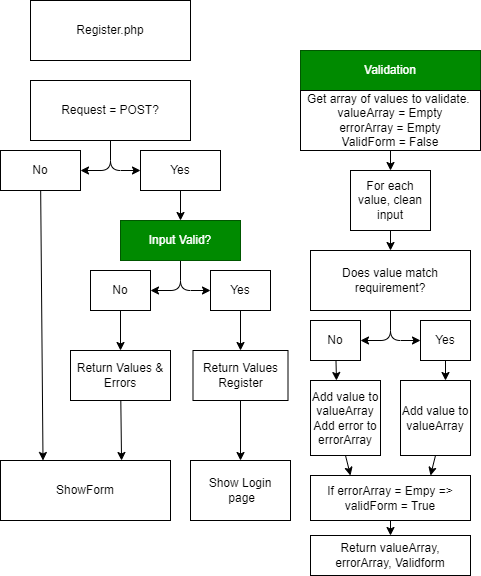 Register.php
Request = POST?
No
Yes
Input Valid?
No
Yes
Return Values &
Errors
Return Values
Register
ShowForm
Show Login
page
Validation
Get array of values to validate.
valueArray = Empty
errorArray = Empty
ValidForm = False
For each
value, clean
input
Does value match
requirement?
No
Yes
Add value to
valueArray
Add error to
errorArray
Add value to
valueArray
If errorArray = Empy =>
validForm = True
Return valueArray,
errorArray, Validform